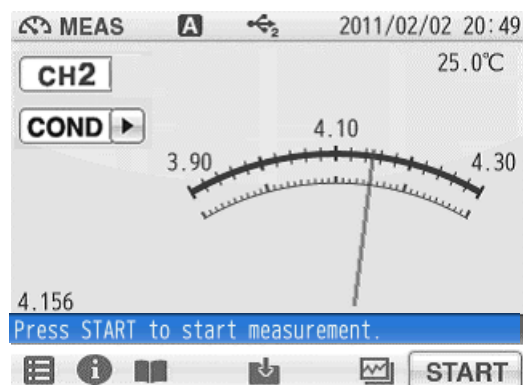 MEAS A 2 2011/02/02 20:49
CH2 25.0℃
COND
4.10
3.90 4.30
4.156
Press START to start measurement.
START